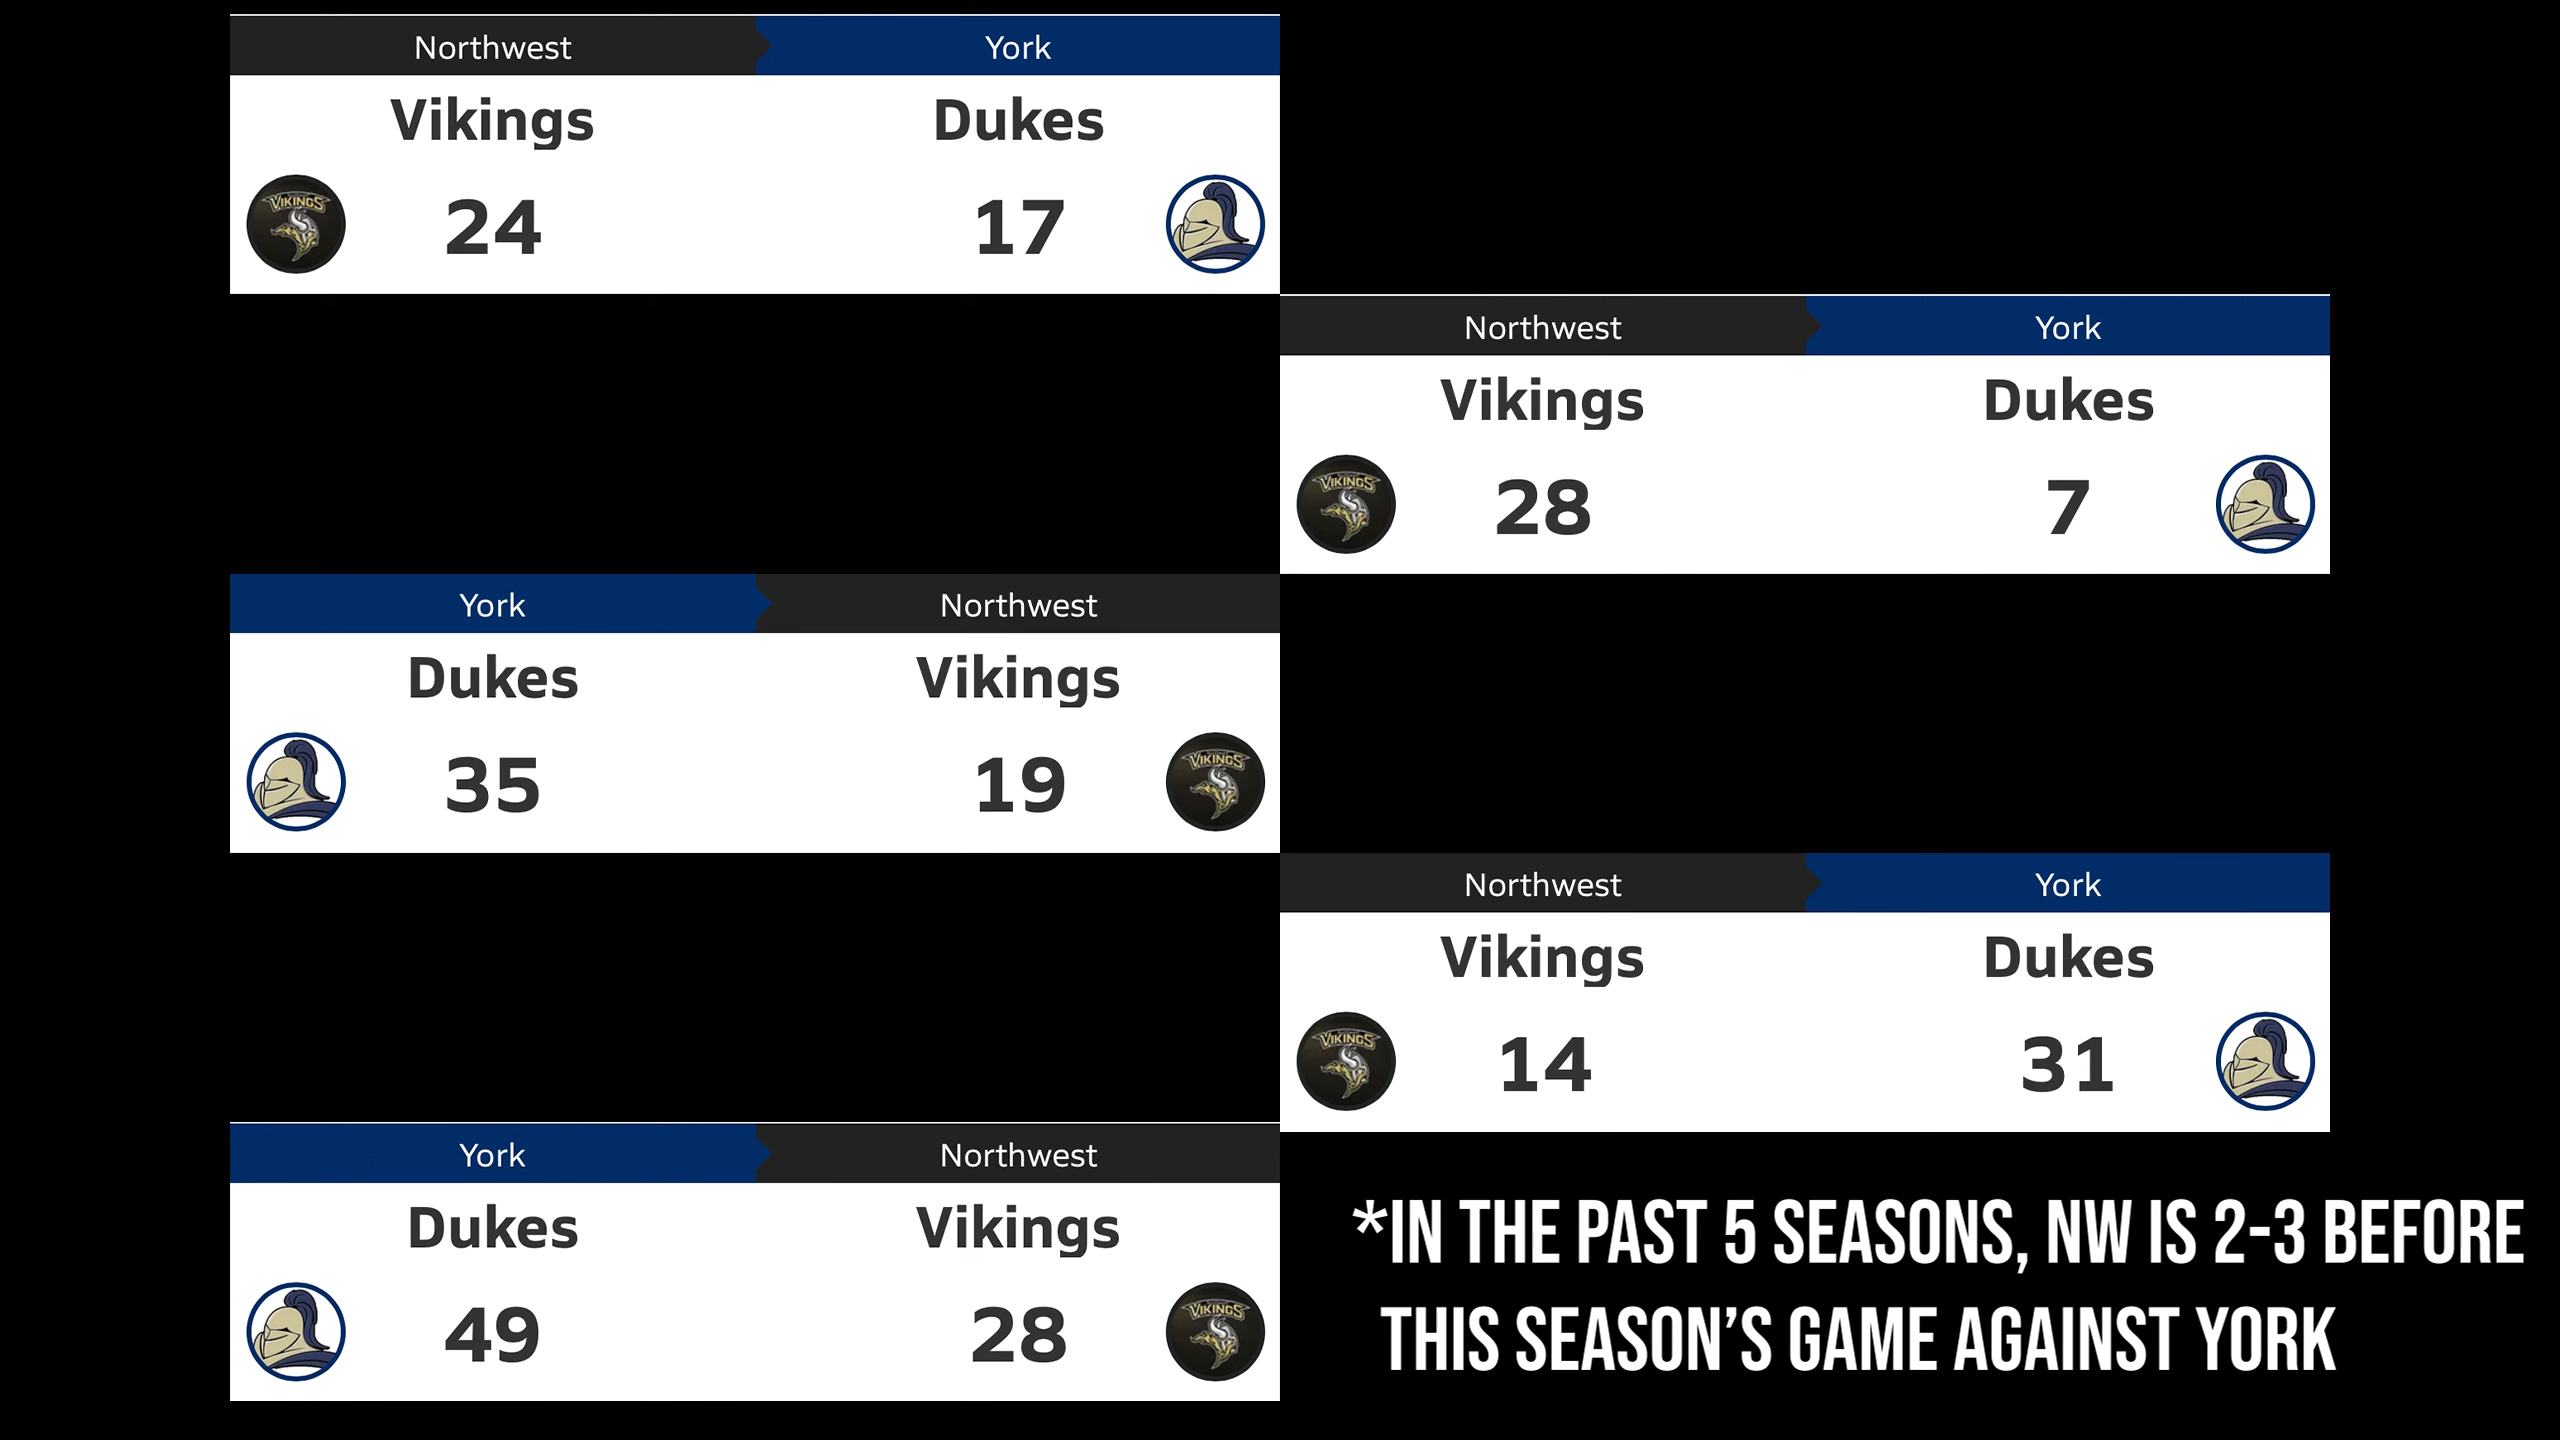 Northwest York
Vikings Dukes
VIKINGS 24 17
Northwest York
Vikings Dukes
VIKINGS 28 7
York Northwest
Dukes Vikings
35 19 VIKINGS
Northwest York
Vikings Dukes
VIKINGS 14 31
York Northwest
Dukes Vikings
49 28 VIKINGS
*IN THE PAST 5 SEASONS, NW IS 2-3 BEFORE
THIS SEASON’S GAME AGAINST YORK